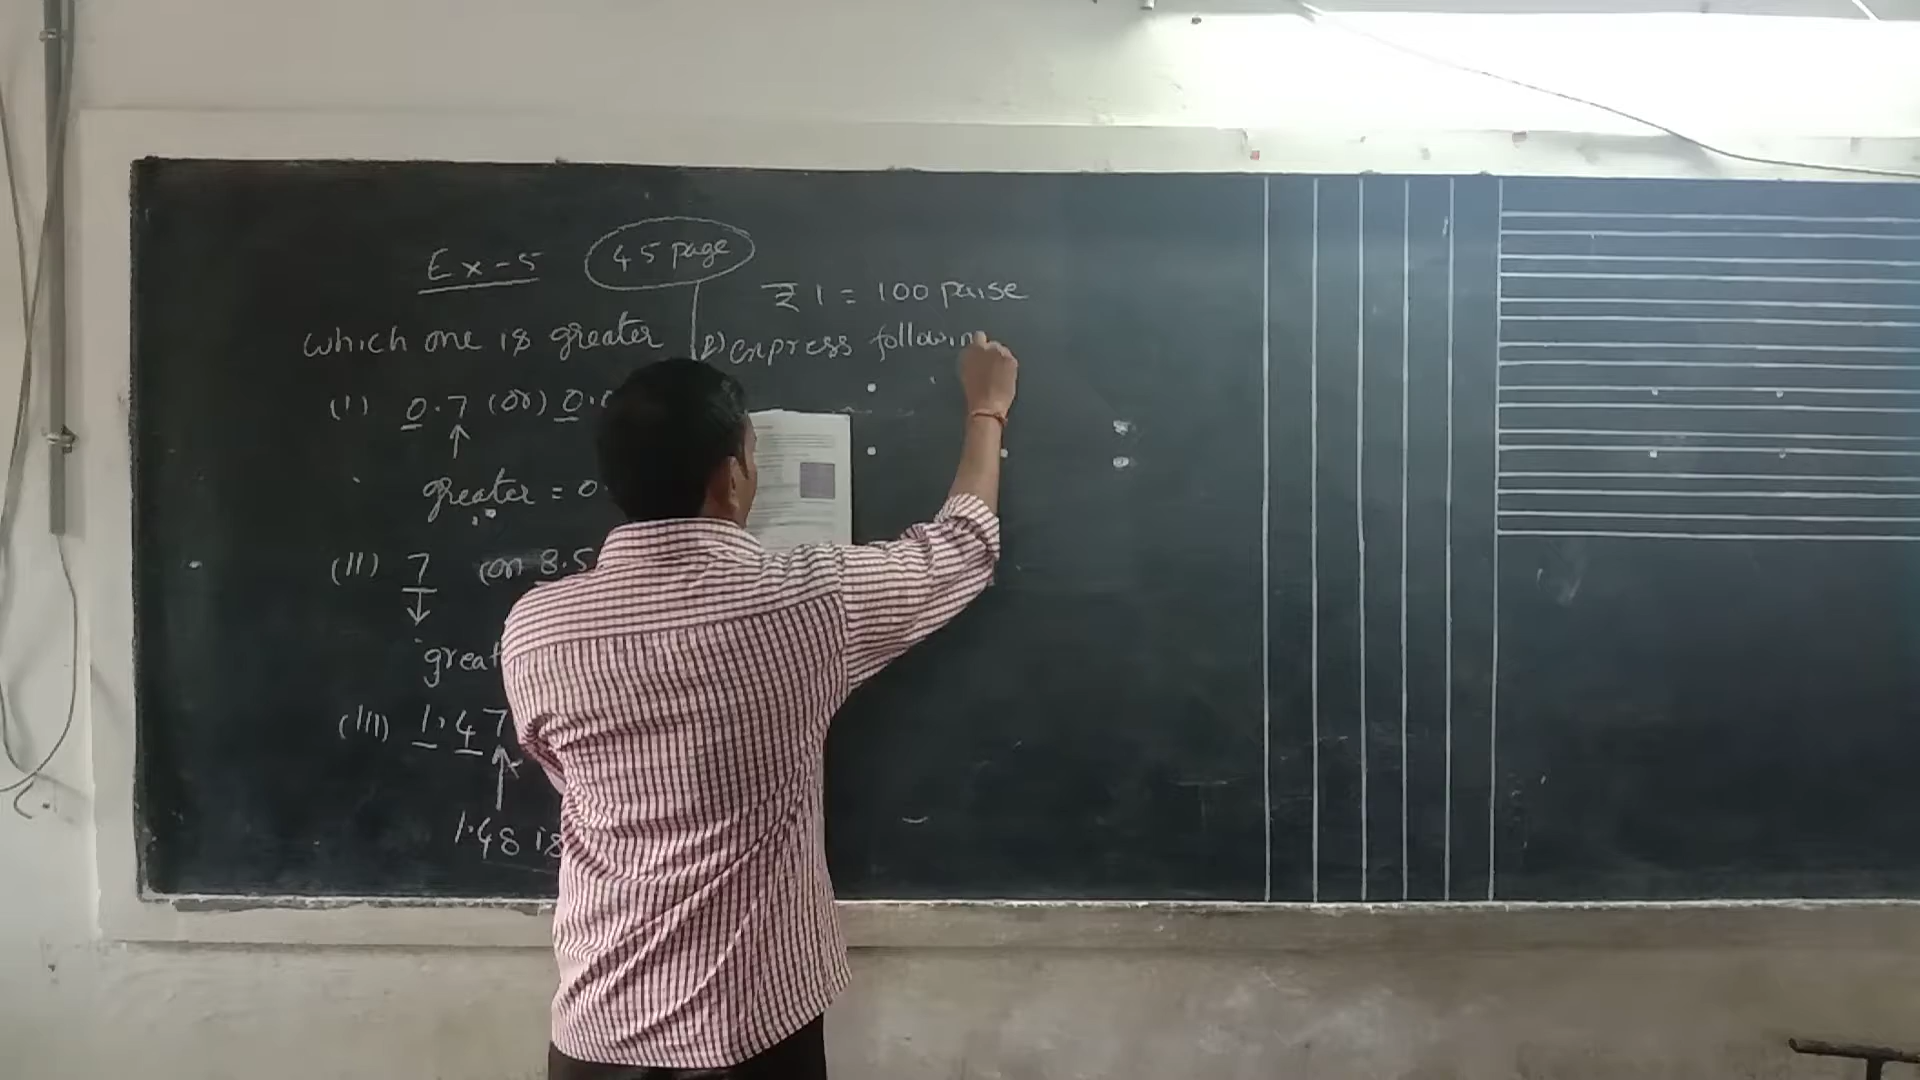 Ex-5 45 page
which one is greater
(i) 0.7 (or) 0.
greater = 0.
(ii) 7 (or) 8.5
great
(iii) 1.47
1.48 is
₹ 1 = 100 paise
2) express followin